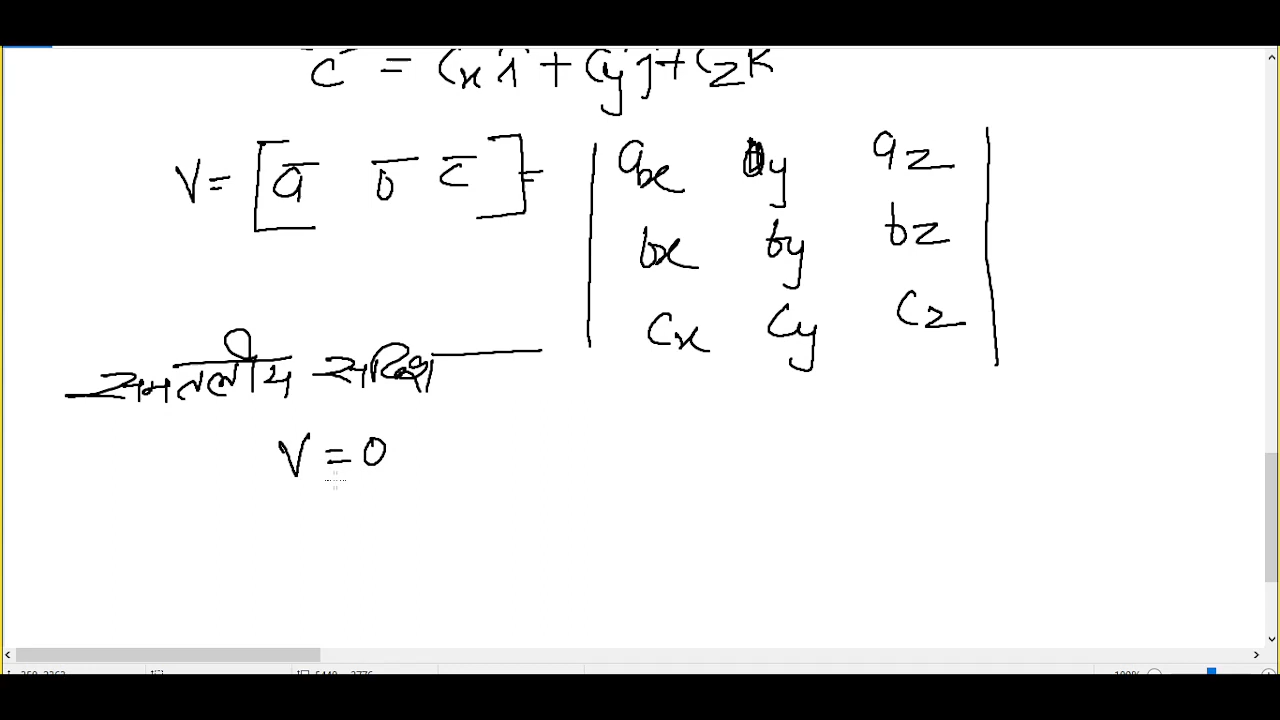 c̄ = Cxi + Cyj + CzK
V = [ā b̄ c̄] = | ax ay az |
| bx by bz |
| Cx Cy Cz |
समतलीय सदिश
V = 0